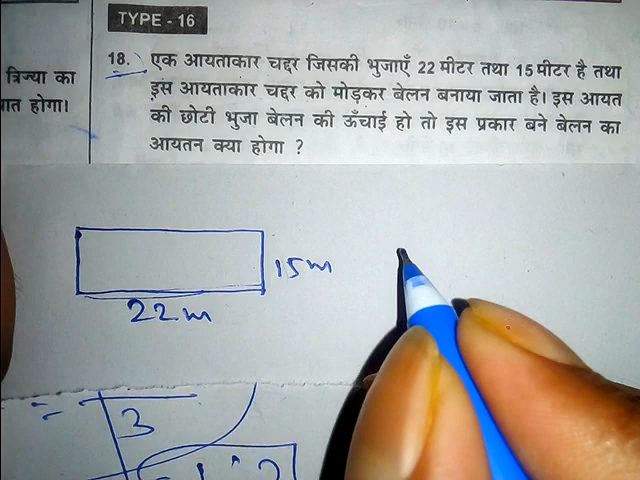 TYPE - 16
त्रिज्या का
पात होगा।
18. एक आयताकार चद्दर जिसकी भुजाएँ 22 मीटर तथा 15 मीटर है तथा
इस आयताकार चद्दर को मोड़कर बेलन बनाया जाता है। इस आयत
की छोटी भुजा बेलन की ऊँचाई हो तो इस प्रकार बने बेलन का
आयतन क्या होगा ?
15m
22m
= 3